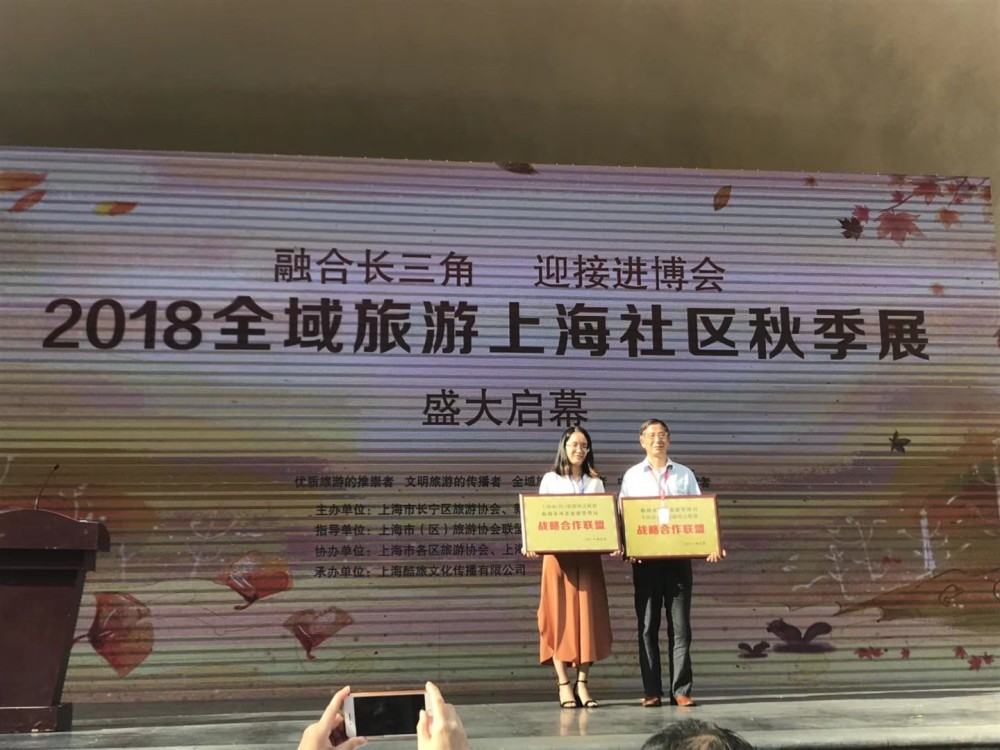 融合长三角 迎接进博会
2018全域旅游上海社区秋季展
盛大启幕
优质旅游的推崇者 文明旅游的传播者 全域
主办单位：上海市长宁区旅游协会、
指导单位：上海市（区）旅游协会联盟
协办单位：上海市各区旅游协会、上海
承办单位：上海酷旅文化传播有限公司
战略合作联盟
战略合作联盟